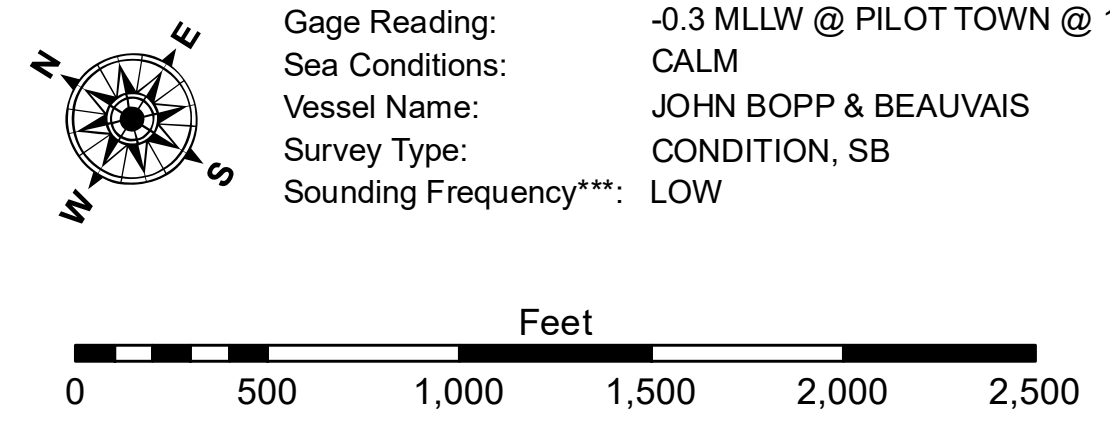 N
E
S
W
Gage Reading: -0.3 MLLW @ PILOT TOWN @
Sea Conditions: CALM
Vessel Name: JOHN BOPP & BEAUVAIS
Survey Type: CONDITION, SB
Sounding Frequency***: LOW
Feet
0 500 1,000 1,500 2,000 2,500